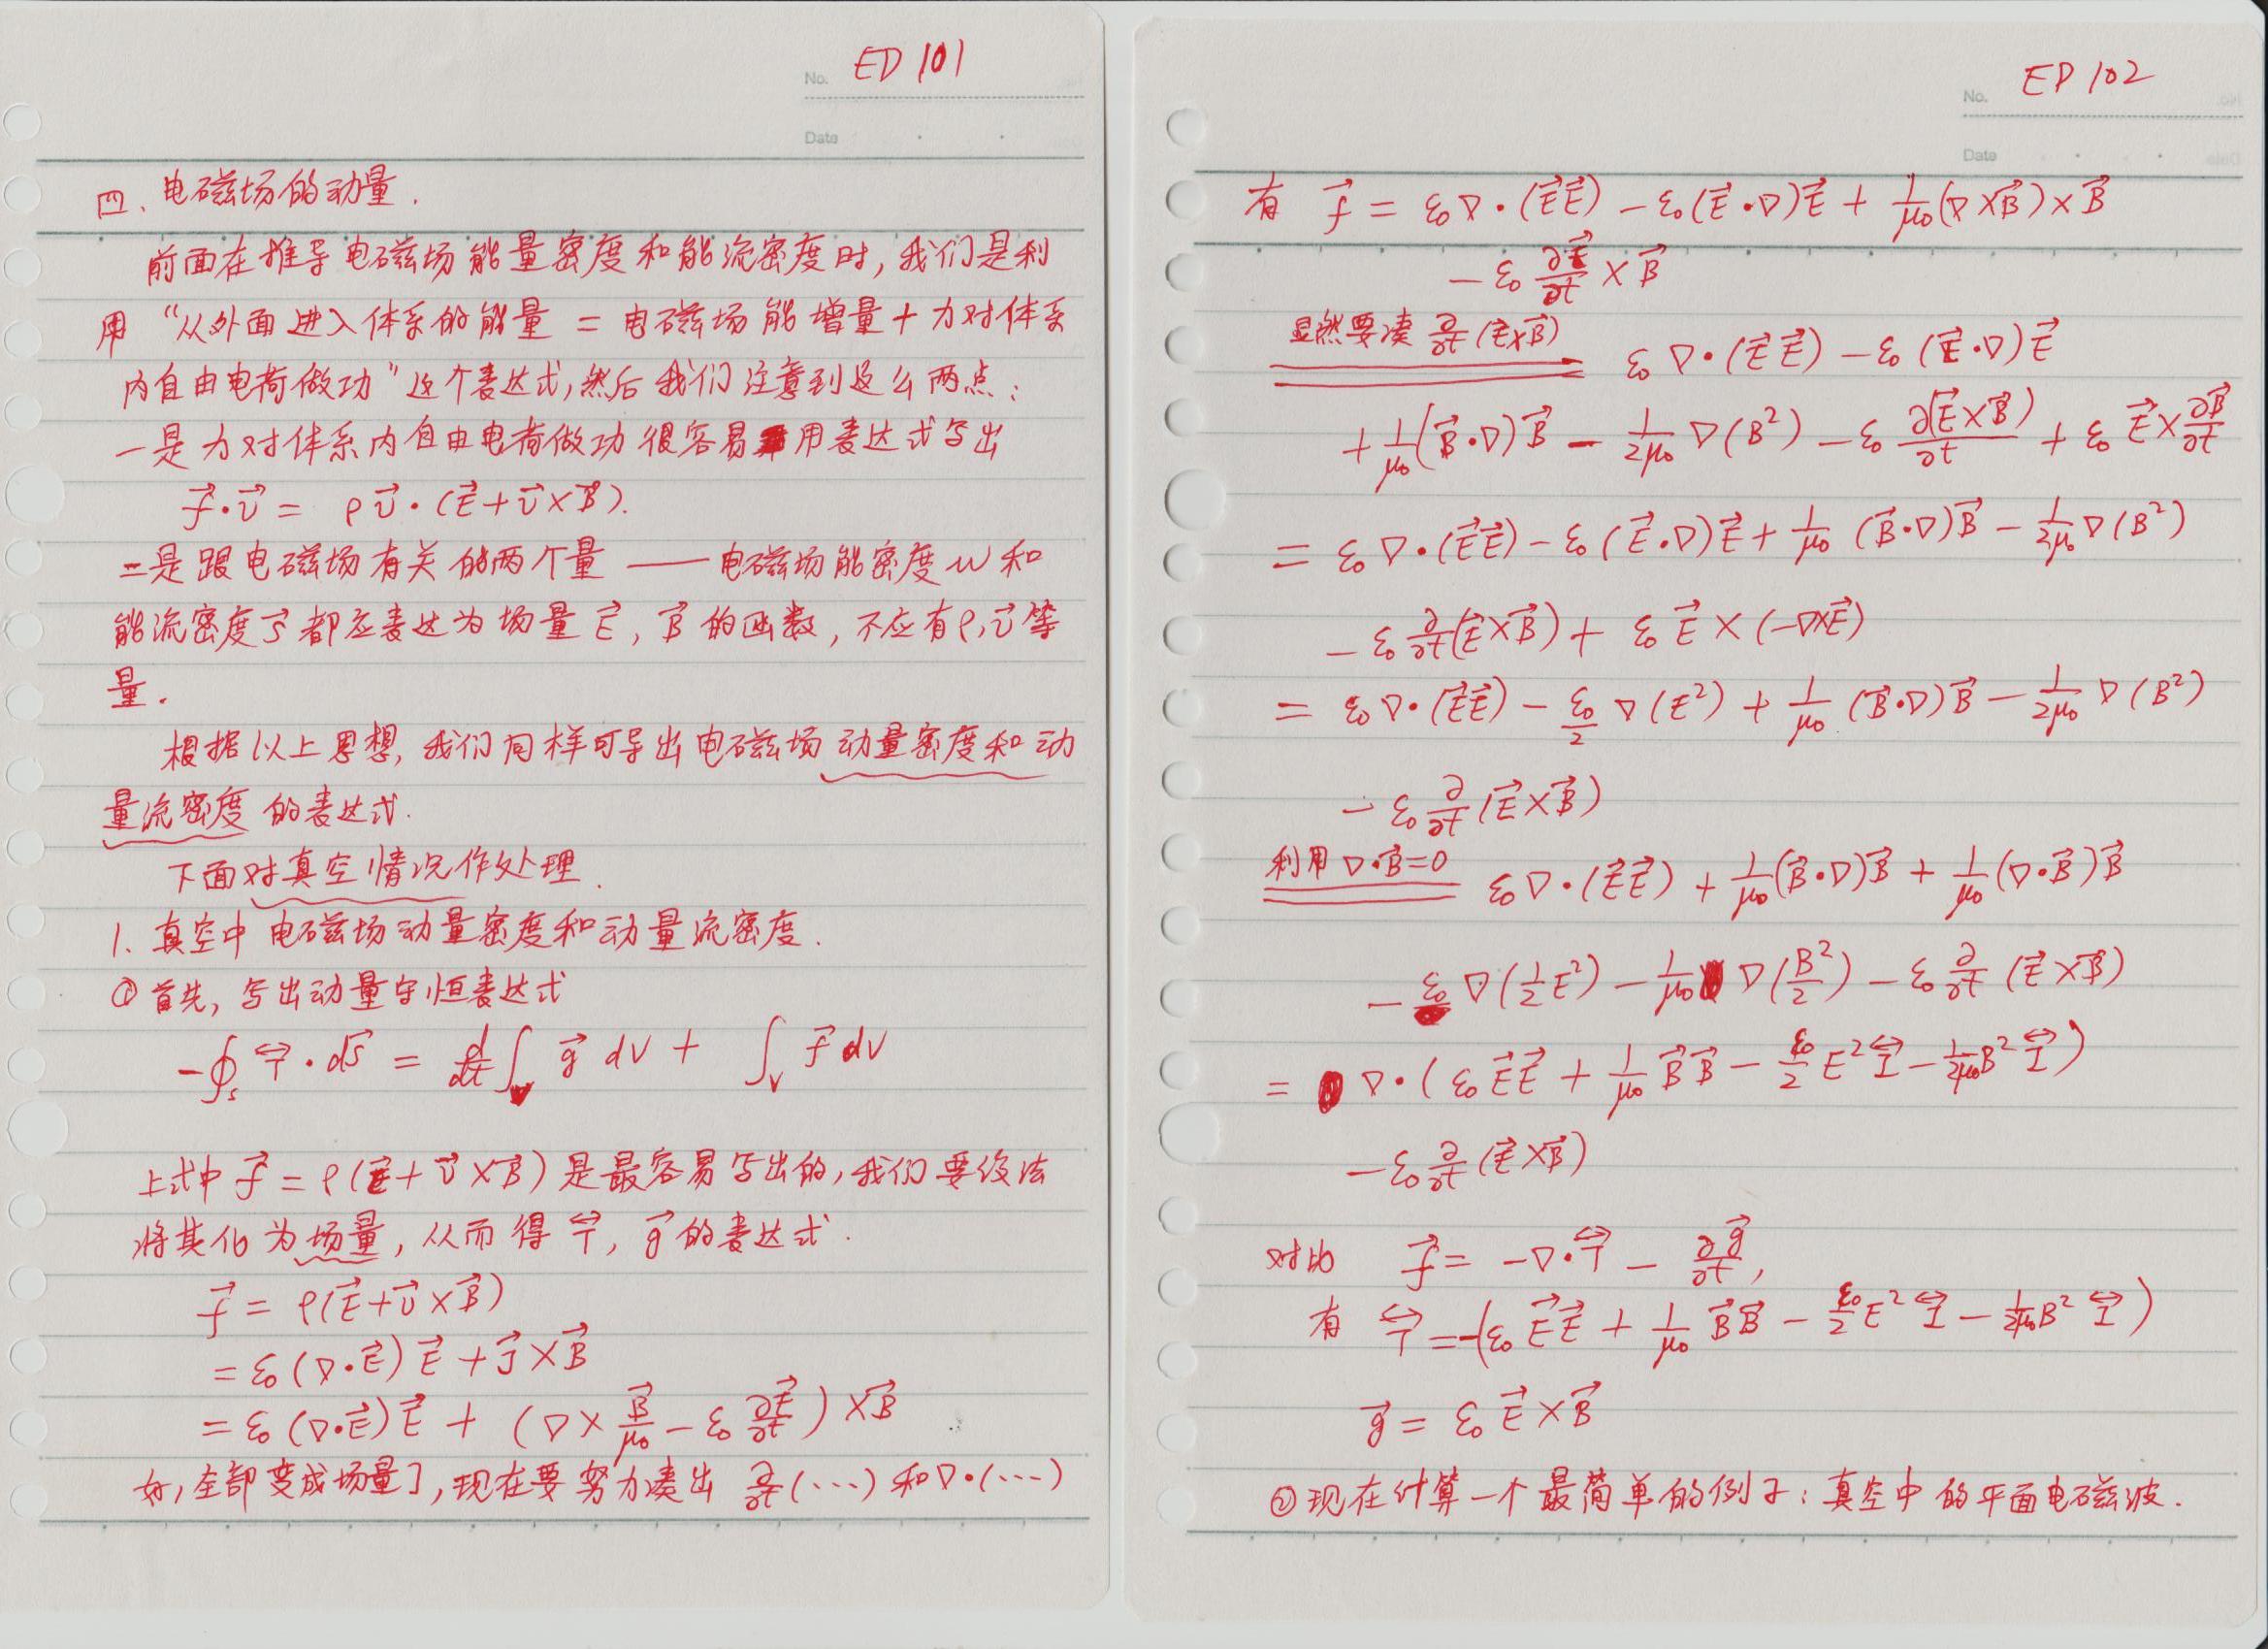 No. ED 101
Date
四、电磁场的动量.
前面在推导电磁场能量密度和能流密度时,我们是利
用“从外面进入体系的能量 = 电磁场能增量+力对体系
内自由电荷做功”这个表达式,然后我们注意到这么两点:
一是力对体系内自由电荷做功很容易用表达式写出
$\vec{f}\cdot\vec{v} = \rho\vec{v}\cdot(\vec{E}+\vec{v}\times\vec{B})$.
二是跟电磁场有关的两个量——电磁场能密度w和
能流密度$\vec{S}$都应表达为场量$\vec{E}$, $\vec{B}$的函数, 不应有ρ,$\vec{v}$等
量.
根据以上思想, 我们同样可导出电磁场动量密度和动
量流密度的表达式.
下面对真空情况作处理.
1. 真空中电磁场动量密度和动量流密度.
① 首先, 写出动量守恒表达式
$-\oint_s \overleftrightarrow{T}\cdot d\vec{s} = \frac{d}{dt}\int_V \vec{g}\, dV + \int_V \vec{f}\, dV$
上式中$\vec{f} = \rho(\vec{E}+\vec{v}\times\vec{B})$是最容易写出的,我们要设法
将其化为场量, 从而得$\overleftrightarrow{T}$, $\vec{g}$的表达式.
$\vec{f} = \rho(\vec{E}+\vec{v}\times\vec{B})$
$= \varepsilon_0(\nabla\cdot\vec{E})\vec{E}+\vec{J}\times\vec{B}$
$= \varepsilon_0(\nabla\cdot\vec{E})\vec{E} + (\nabla\times\frac{\vec{B}}{\mu_0} - \varepsilon_0\frac{\partial\vec{E}}{\partial t})\times\vec{B}$
好,全部变成场量了,现在要努力凑出 $\frac{\partial}{\partial t}(\cdots)$ 和 $\nabla\cdot(\cdots)$
No. ED 102
Date
有 $\vec{f} = \varepsilon_0\nabla\cdot(\vec{E}\vec{E}) - \varepsilon_0(\vec{E}\cdot\nabla)\vec{E} + \frac{1}{\mu_0}(\nabla\times\vec{B})\times\vec{B}$
$- \varepsilon_0\frac{\partial\vec{E}}{\partial t}\times\vec{B}$
显然要凑 $\frac{\partial}{\partial t}(\vec{E}\times\vec{B})$ $\varepsilon_0\nabla\cdot(\vec{E}\vec{E}) - \varepsilon_0(\vec{E}\cdot\nabla)\vec{E}$
$+ \frac{1}{\mu_0}(\vec{B}\cdot\nabla)\vec{B} - \frac{1}{2\mu_0}\nabla(B^2) - \varepsilon_0\frac{\partial(\vec{E}\times\vec{B})}{\partial t} + \varepsilon_0\vec{E}\times\frac{\partial\vec{B}}{\partial t}$
$= \varepsilon_0\nabla\cdot(\vec{E}\vec{E}) - \varepsilon_0(\vec{E}\cdot\nabla)\vec{E} + \frac{1}{\mu_0}(\vec{B}\cdot\nabla)\vec{B} - \frac{1}{2\mu_0}\nabla(B^2)$
$- \varepsilon_0\frac{\partial}{\partial t}(\vec{E}\times\vec{B}) + \varepsilon_0\vec{E}\times(-\nabla\times\vec{E})$
$= \varepsilon_0\nabla\cdot(\vec{E}\vec{E}) - \frac{\varepsilon_0}{2}\nabla(E^2) + \frac{1}{\mu_0}(\vec{B}\cdot\nabla)\vec{B} - \frac{1}{2\mu_0}\nabla(B^2)$
$- \varepsilon_0\frac{\partial}{\partial t}(\vec{E}\times\vec{B})$
利用 $\nabla\cdot\vec{B}=0$ $\varepsilon_0\nabla\cdot(\vec{E}\vec{E}) + \frac{1}{\mu_0}(\vec{B}\cdot\nabla)\vec{B} + \frac{1}{\mu_0}(\nabla\cdot\vec{B})\vec{B}$
$- \varepsilon_0\nabla(\frac{1}{2}E^2) - \frac{1}{\mu_0}\nabla(\frac{B^2}{2}) - \varepsilon_0\frac{\partial}{\partial t}(\vec{E}\times\vec{B})$
$= \nabla\cdot(\varepsilon_0\vec{E}\vec{E} + \frac{1}{\mu_0}\vec{B}\vec{B} - \frac{\varepsilon_0}{2}E^2\overleftrightarrow{I} - \frac{1}{2\mu_0}B^2\overleftrightarrow{I})$
$- \varepsilon_0\frac{\partial}{\partial t}(\vec{E}\times\vec{B})$
对比 $\vec{f} = -\nabla\cdot\overleftrightarrow{T} - \frac{\partial\vec{g}}{\partial t}$,
有 $\overleftrightarrow{T} = -(\varepsilon_0\vec{E}\vec{E} + \frac{1}{\mu_0}\vec{B}\vec{B} - \frac{\varepsilon_0}{2}E^2\overleftrightarrow{I} - \frac{1}{2\mu_0}B^2\overleftrightarrow{I})$
$\vec{g} = \varepsilon_0\vec{E}\times\vec{B}$
② 现在计算一个最简单的例子: 真空中的平面电磁波.